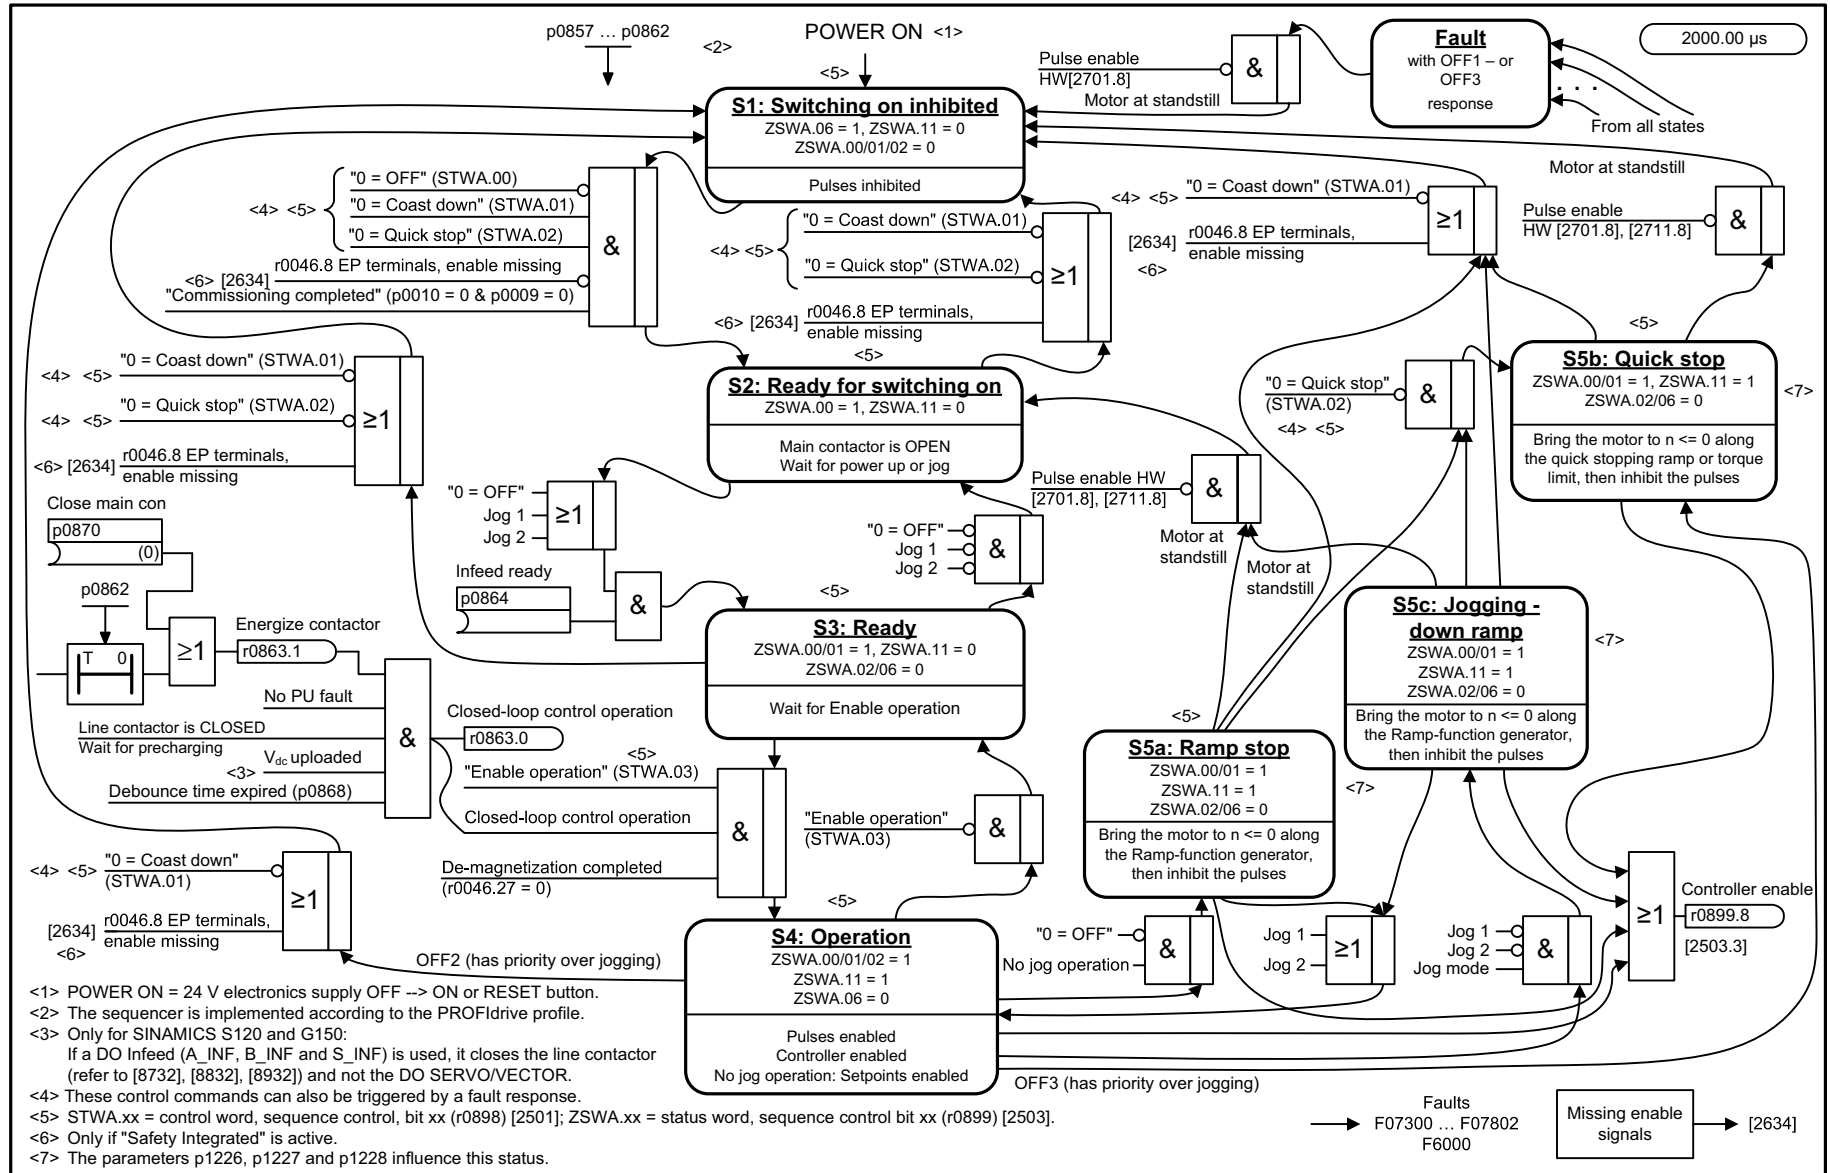 p0857 … p0862
<2>
POWER ON <1>
<5>
2000.00 µs
Fault
with OFF1 – or
OFF3
response
From all states
. . .
Pulse enable
HW[2701.8]
&
Motor at standstill
S1: Switching on inhibited
ZSWA.06 = 1, ZSWA.11 = 0
ZSWA.00/01/02 = 0
Pulses inhibited
<4> <5>
"0 = OFF" (STWA.00)
"0 = Coast down" (STWA.01)
"0 = Quick stop" (STWA.02)
<6> [2634]
r0046.8 EP terminals, enable missing
"Commissioning completed" (p0010 = 0 & p0009 = 0)
&
<4> <5>
"0 = Coast down" (STWA.01)
"0 = Quick stop" (STWA.02)
<6> [2634]
r0046.8 EP terminals,
enable missing
≥1
<4> <5>
"0 = Coast down" (STWA.01)
[2634]
r0046.8 EP terminals,
enable missing
<6>
≥1
Motor at standstill
Pulse enable
HW [2701.8], [2711.8]
&
<4> <5>
"0 = Coast down" (STWA.01)
<4> <5>
"0 = Quick stop" (STWA.02)
<6> [2634]
r0046.8 EP terminals,
enable missing
≥1
<5>
S2: Ready for switching on
ZSWA.00 = 1, ZSWA.11 = 0
Main contactor is OPEN
Wait for power up or jog
"0 = Quick stop"
(STWA.02)
<4> <5>
&
<5>
S5b: Quick stop
ZSWA.00/01 = 1, ZSWA.11 = 1
ZSWA.02/06 = 0
Bring the motor to n <= 0 along
the quick stopping ramp or torque
limit, then inhibit the pulses
<7>
Close main con
p0870
(0)
p0862
T 0
≥1
Energize contactor
r0863.1
"0 = OFF"
Jog 1
Jog 2
≥1
Infeed ready
p0864
&
"0 = OFF"
Jog 1
Jog 2
&
Pulse enable HW
[2701.8], [2711.8]
&
Motor at
standstill
Motor at
standstill
<5>
S3: Ready
ZSWA.00/01 = 1, ZSWA.11 = 0
ZSWA.02/06 = 0
Wait for Enable operation
S5c: Jogging -
down ramp
ZSWA.00/01 = 1
ZSWA.11 = 1
ZSWA.02/06 = 0
Bring the motor to n <= 0 along
the Ramp-function generator,
then inhibit the pulses
<7>
No PU fault
Line contactor is CLOSED
Wait for precharging
Vdc uploaded
<3>
Debounce time expired (p0868)
&
Closed-loop control operation
r0863.0
<5>
"Enable operation" (STWA.03)
Closed-loop control operation
De-magnetization completed
(r0046.27 = 0)
&
"Enable operation"
(STWA.03)
&
<5>
S5a: Ramp stop
ZSWA.00/01 = 1
ZSWA.11 = 1
ZSWA.02/06 = 0
Bring the motor to n <= 0 along
the Ramp-function generator,
then inhibit the pulses
<7>
<4> <5>
"0 = Coast down"
(STWA.01)
[2634]
r0046.8 EP terminals,
enable missing
<6>
≥1
OFF2 (has priority over jogging)
<5>
S4: Operation
ZSWA.00/01/02 = 1
ZSWA.11 = 1
ZSWA.06 = 0
Pulses enabled
Controller enabled
No jog operation: Setpoints enabled
"0 = OFF"
No jog operation
&
Jog 1
Jog 2
≥1
Jog 1
Jog 2
Jog mode
&
≥1
Controller enable
r0899.8
[2503.3]
OFF3 (has priority over jogging)
<1> POWER ON = 24 V electronics supply OFF --> ON or RESET button.
<2> The sequencer is implemented according to the PROFIdrive profile.
<3> Only for SINAMICS S120 and G150:
If a DO Infeed (A_INF, B_INF and S_INF) is used, it closes the line contactor
(refer to [8732], [8832], [8932]) and not the DO SERVO/VECTOR.
<4> These control commands can also be triggered by a fault response.
<5> STWA.xx = control word, sequence control, bit xx (r0898) [2501]; ZSWA.xx = status word, sequence control bit xx (r0899) [2503].
<6> Only if "Safety Integrated" is active.
<7> The parameters p1226, p1227 and p1228 influence this status.
Faults
F07300 … F07802
F6000
Missing enable
signals
[2634]